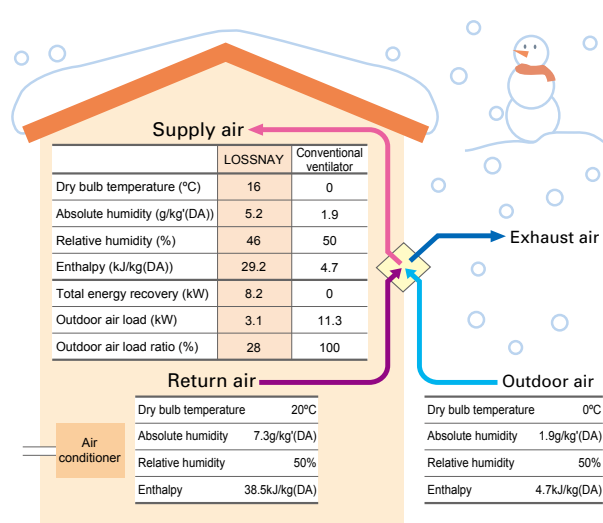 Supply air
LOSSNAY Conventional
ventilator
Dry bulb temperature (ºC) 16 0
Absolute humidity (g/kg'(DA)) 5.2 1.9
Relative humidity (%) 46 50
Enthalpy (kJ/kg(DA)) 29.2 4.7
Total energy recovery (kW) 8.2 0
Outdoor air load (kW) 3.1 11.3
Outdoor air load ratio (%) 28 100
Exhaust air
Return air
Dry bulb temperature 20ºC
Absolute humidity 7.3g/kg'(DA)
Relative humidity 50%
Enthalpy 38.5kJ/kg(DA)
Outdoor air
Dry bulb temperature 0ºC
Absolute humidity 1.9g/kg'(DA)
Relative humidity 50%
Enthalpy 4.7kJ/kg(DA)
Air
conditioner